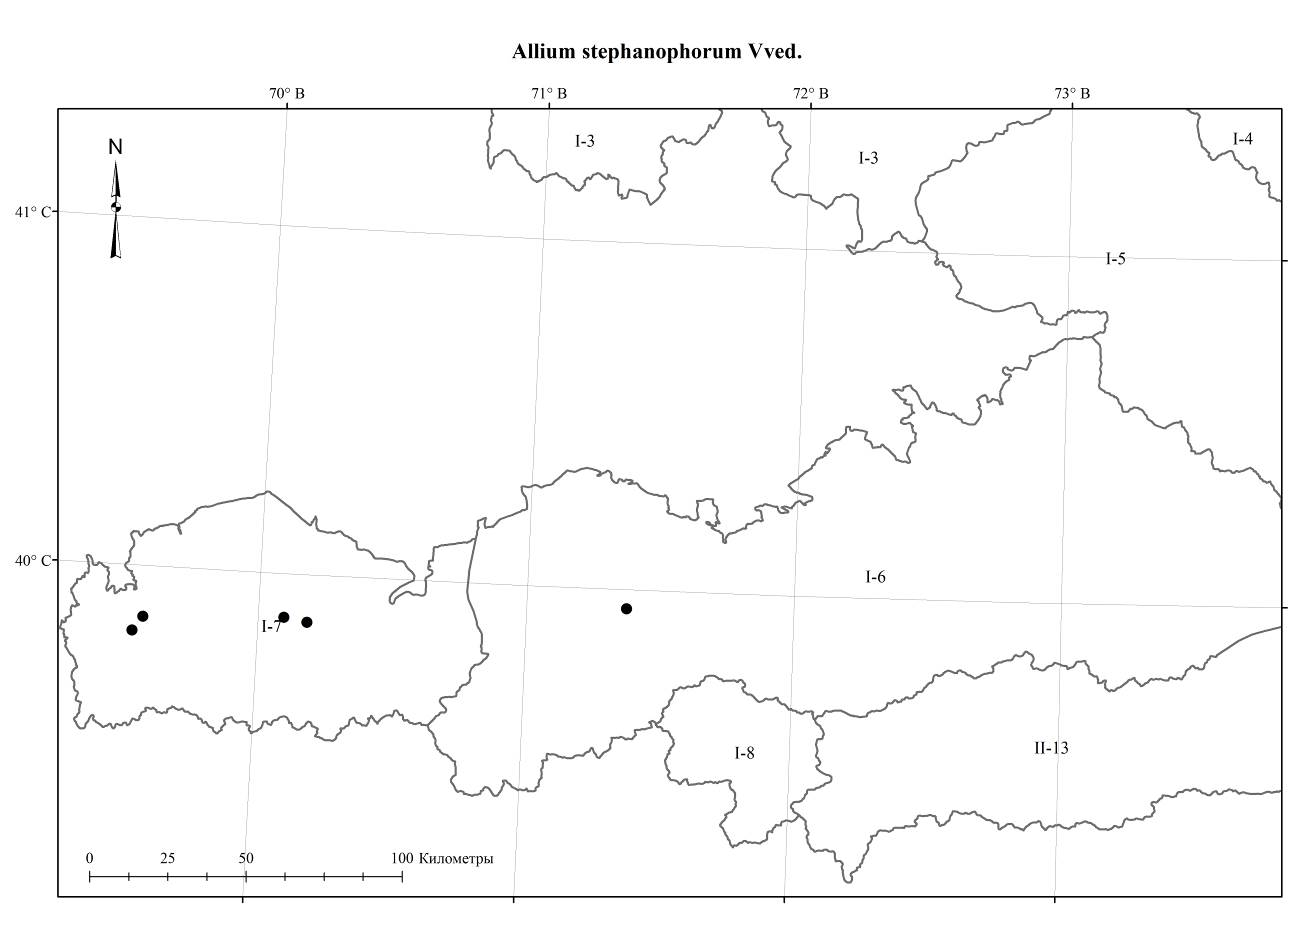 Allium stephanophorum Vved.
70° В
71° В
72° В
73° В
I-4
I-3
N
I-3
41° С
I-5
40° С
I-6
I-7
II-13
I-8
0 25 50 100 Километры